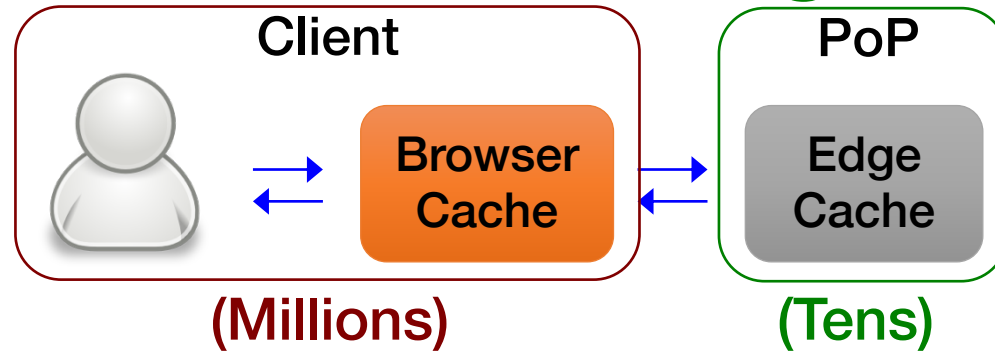 Client
PoP
Browser
Cache
Edge
Cache
(Millions)
(Tens)